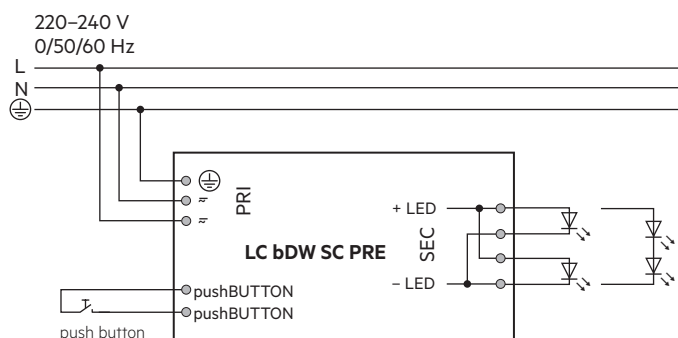 220–240 V
0/50/60 Hz
L
N
PRI
+ LED
SEC
LC bDW SC PRE
– LED
pushBUTTON
pushBUTTON
push button